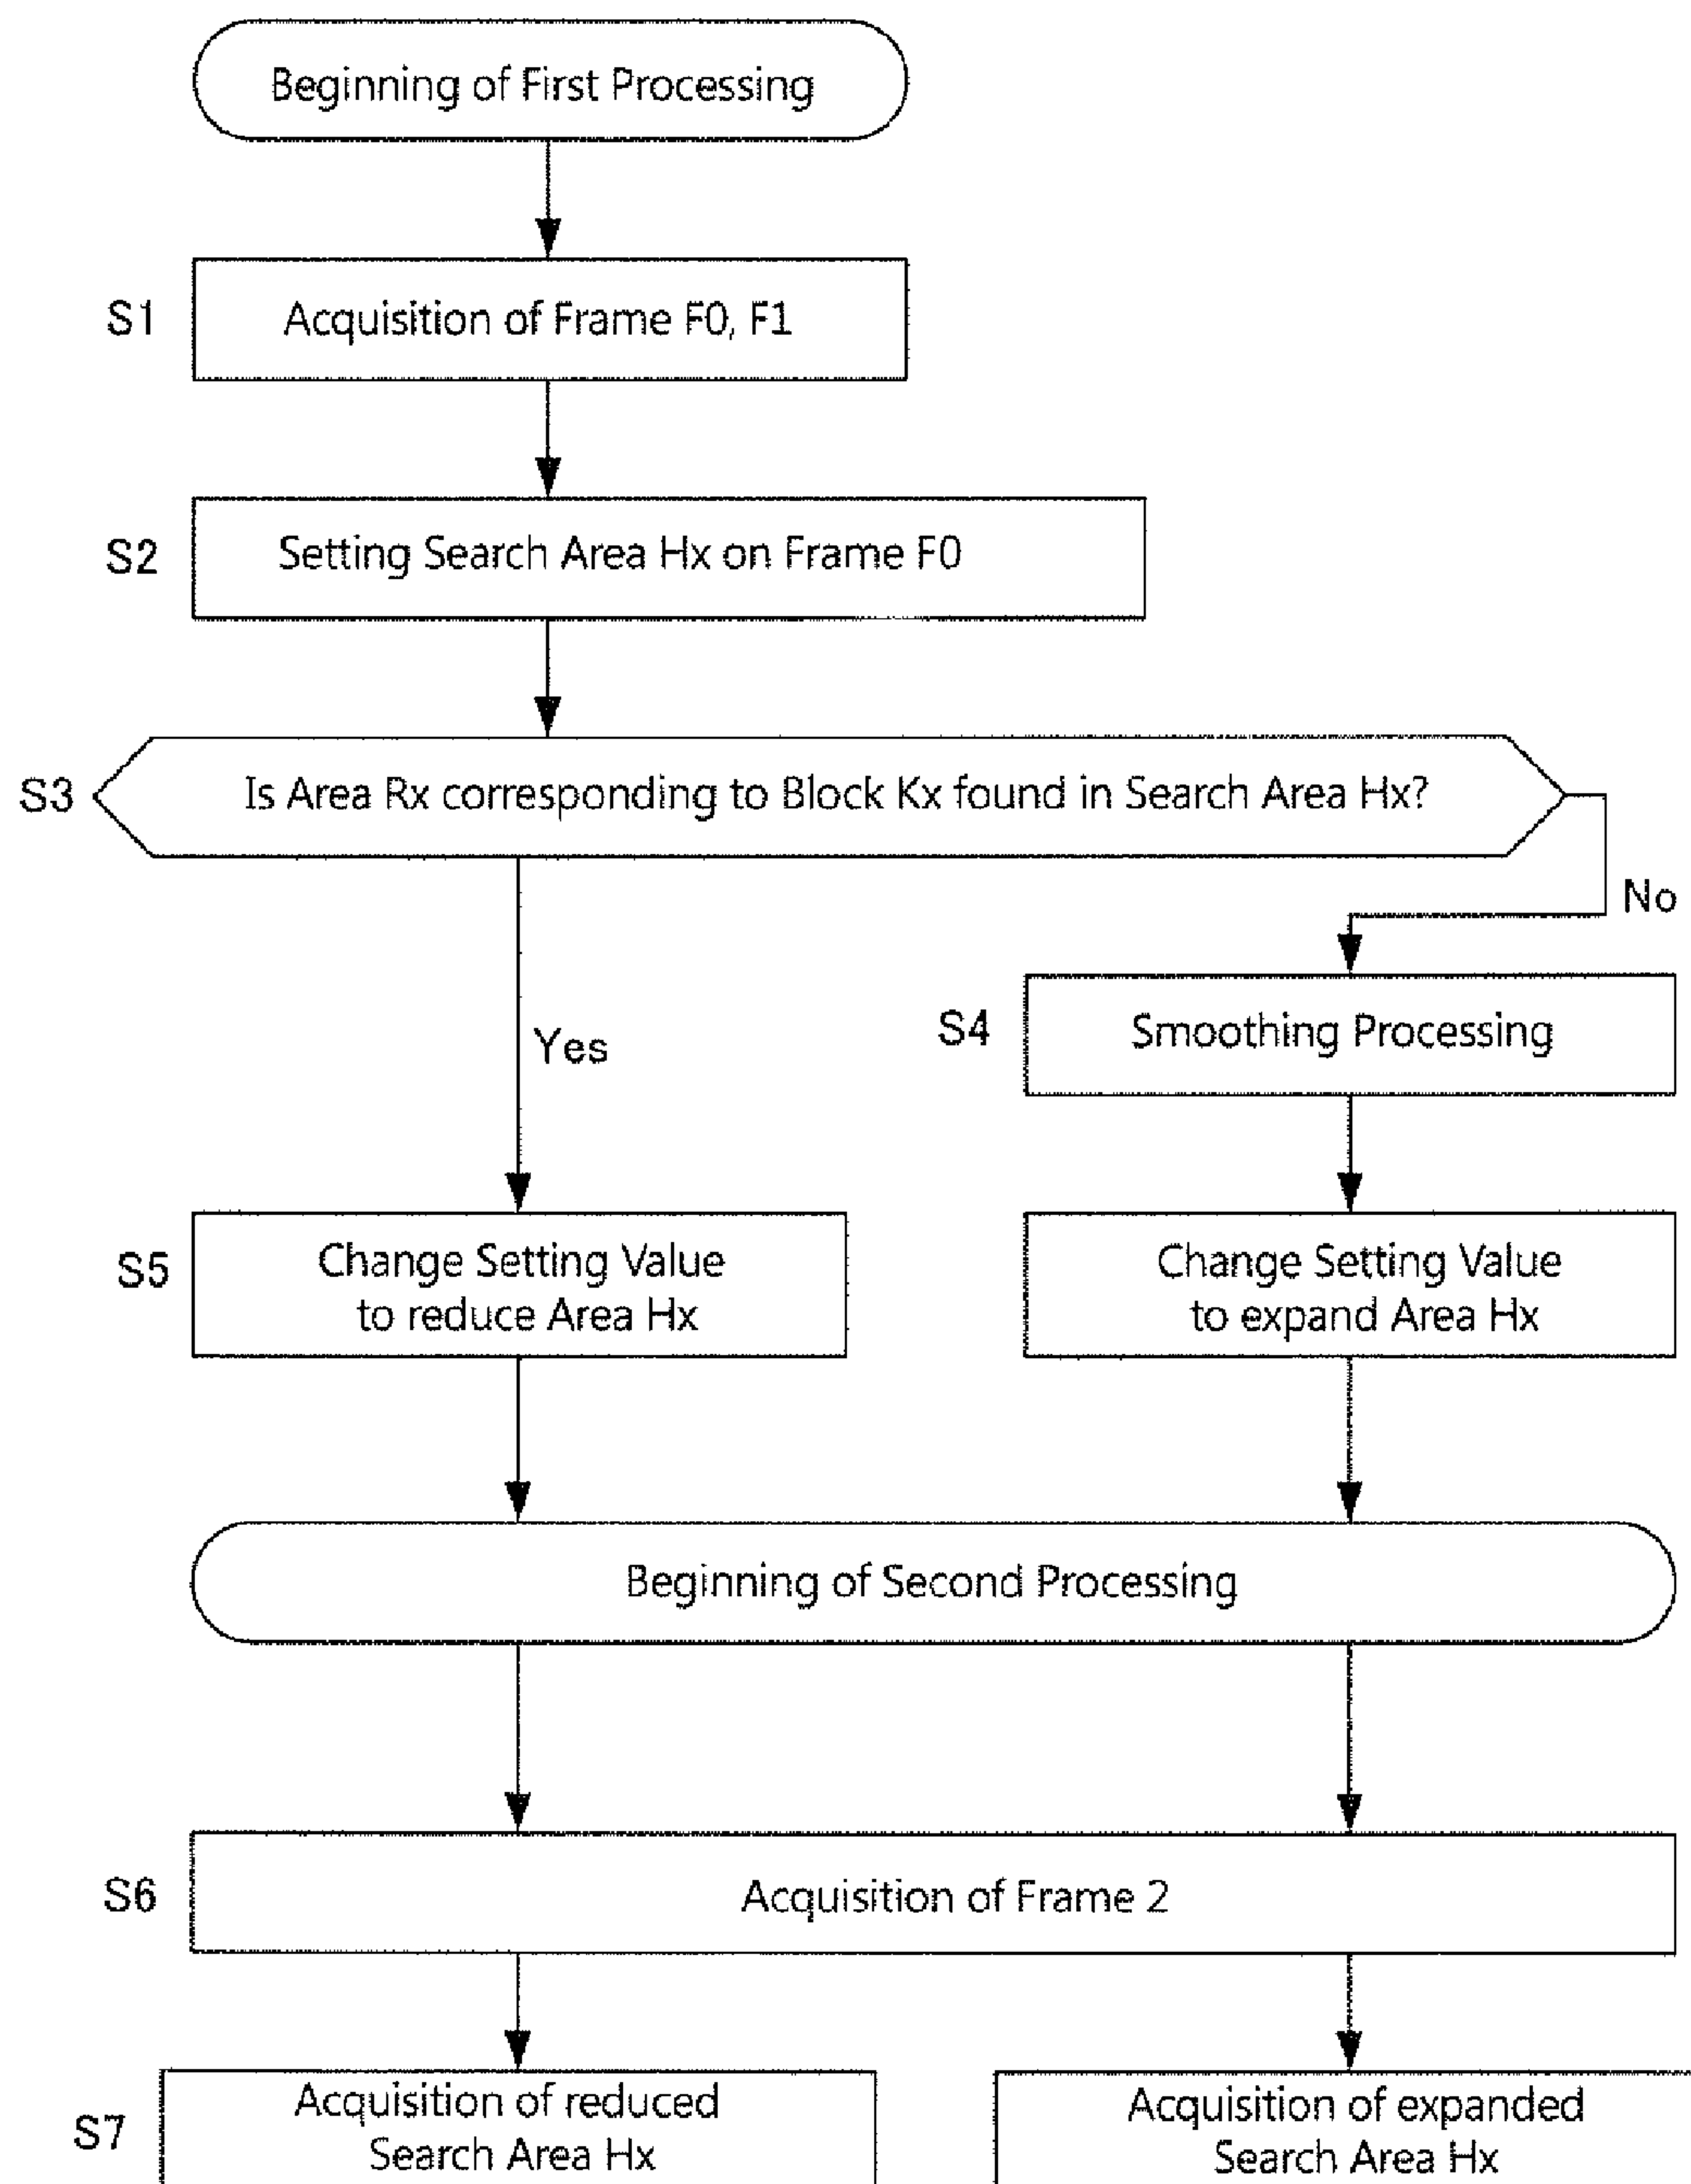 Beginning of First Processing
S1
Acquisition of Frame F0, F1
S2
Setting Search Area Hx on Frame F0
S3
Is Area Rx corresponding to Block Kx found in Search Area Hx?
No
Yes
S4
Smoothing Processing
S5
Change Setting Value
to reduce Area Hx
Change Setting Value
to expand Area Hx
Beginning of Second Processing
S6
Acquisition of Frame 2
S7
Acquisition of reduced
Search Area Hx
Acquisition of expanded
Search Area Hx